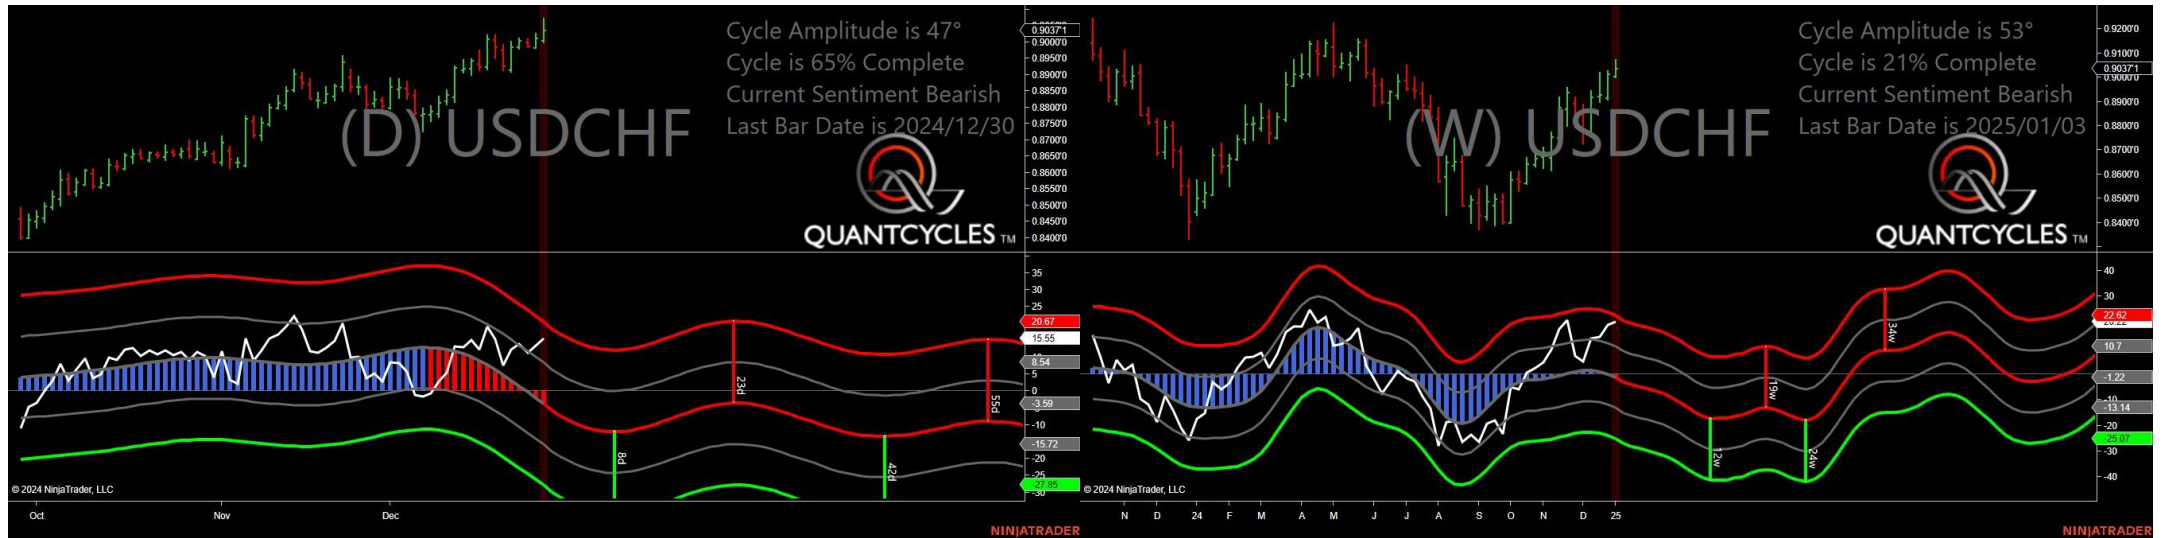 Cycle Amplitude is 47°
Cycle is 65% Complete
Current Sentiment Bearish
Last Bar Date is 2024/12/30
(D) USDCHF
QUANTCYCLES TM
0.9037'1
0.9000'0
0.8950'0
0.8900'0
0.8850'0
0.8800'0
0.8750'0
0.8700'0
0.8650'0
0.8600'0
0.8550'0
0.8500'0
0.8450'0
0.8400'0
35
30
25
20.67
15.55
8.54
5
0
-3.59
-10
-15.72
-20
-25
-27.85
-30
8d
23d
42d
55d
© 2024 NinjaTrader, LLC
Oct Nov Dec
NINJATRADER
Cycle Amplitude is 53°
Cycle is 21% Complete
Current Sentiment Bearish
Last Bar Date is 2025/01/03
(W) USDCHF
QUANTCYCLES TM
0.9200'0
0.9100'0
0.9037'1
0.9000'0
0.8900'0
0.8800'0
0.8700'0
0.8600'0
0.8500'0
0.8400'0
40
30
22.62
10.7
-1.22
-10
-13.14
-20
-25.07
-30
-40
12w
19w
24w
34w
© 2024 NinjaTrader, LLC
N D 24 F M A M J J A S O N D 25
NINJATRADER